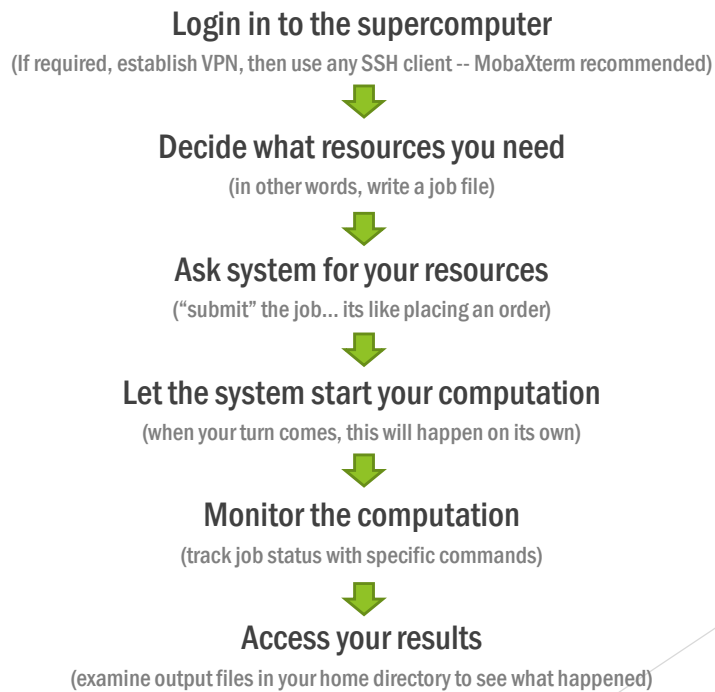 Login in to the supercomputer
(If required, establish VPN, then use any SSH client -- MobaXterm recommended)
Decide what resources you need
(in other words, write a job file)
Ask system for your resources
(“submit” the job... its like placing an order)
Let the system start your computation
(when your turn comes, this will happen on its own)
Monitor the computation
(track job status with specific commands)
Access your results
(examine output files in your home directory to see what happened)